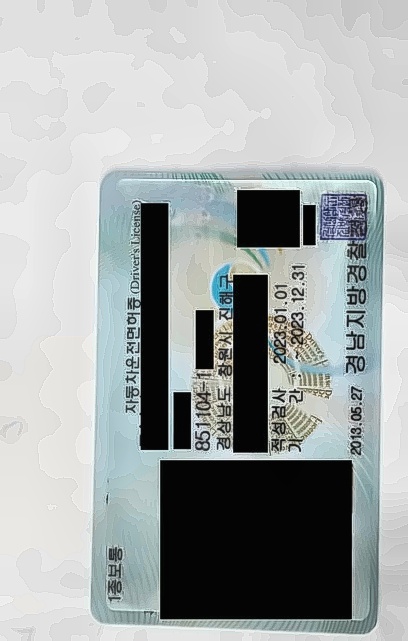 1종보통
자동차운전면허증 (Driver's License)
851104-1
경상남도 창원시 진해구
적성검사 2023.01.01
기 간 : ~ 2023.12.31
2013.05.27 경남지방경찰청장